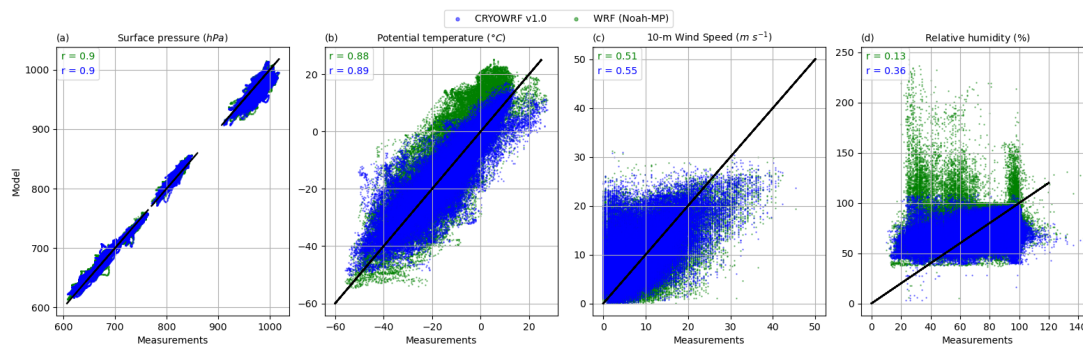 CRYOWRF v1.0 WRF (Noah-MP)
(a) Surface pressure (hPa)
r = 0.9
r = 0.9
1000
900
800
700
600
Model
600 700 800 900 1000
Measurements
(b) Potential temperature (°C)
r = 0.88
r = 0.89
20
0
−20
−40
−60
−60 −40 −20 0 20
Measurements
(c) 10-m Wind Speed (m s⁻¹)
r = 0.51
r = 0.55
50
40
30
20
10
0
0 10 20 30 40 50
Measurements
(d) Relative humidity (%)
r = 0.13
r = 0.36
250
200
150
100
50
0
0 20 40 60 80 100 120 140
Measurements